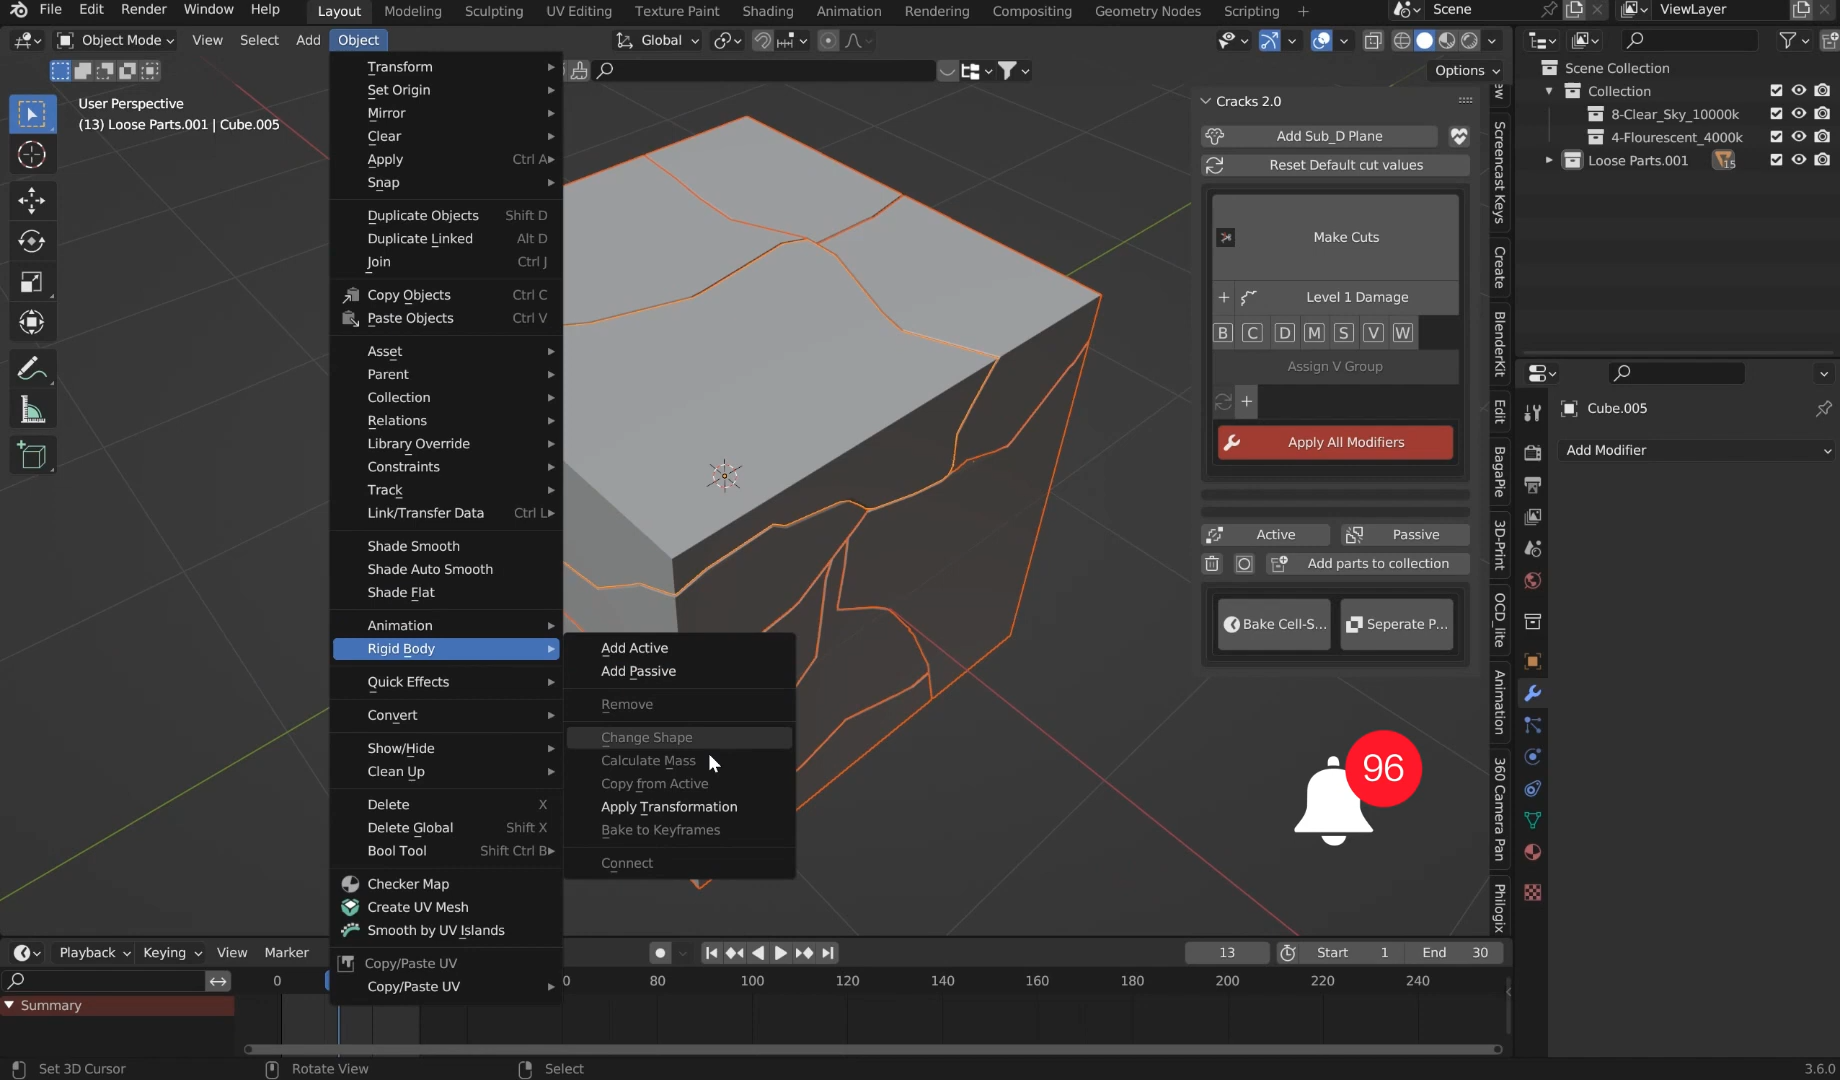 File Edit Render Window Help Layout Modeling Sculpting UV Editing Texture Paint Shading Animation Rendering Compositing Geometry Nodes Scripting + Scene ViewLayer
Object Mode View Select Add Object Global
Options
User Perspective
(13) Loose Parts.001 | Cube.005
Transform
Set Origin
Mirror
Clear
Apply Ctrl A
Snap
Duplicate Objects Shift D
Duplicate Linked Alt D
Join Ctrl J
Copy Objects Ctrl C
Paste Objects Ctrl V
Asset
Parent
Collection
Relations
Library Override
Constraints
Track
Link/Transfer Data Ctrl L
Shade Smooth
Shade Auto Smooth
Shade Flat
Animation
Rigid Body
Quick Effects
Convert
Show/Hide
Clean Up
Delete X
Delete Global Shift X
Bool Tool Shift Ctrl B
Checker Map
Create UV Mesh
Smooth by UV Islands
Copy/Paste UV
Copy/Paste UV
Add Active
Add Passive
Remove
Change Shape
Calculate Mass
Copy from Active
Apply Transformation
Bake to Keyframes
Connect
Cracks 2.0
Add Sub_D Plane
Reset Default cut values
Make Cuts
+ Level 1 Damage
B C D M S V W
Assign V Group
+
Apply All Modifiers
Active Passive
Add parts to collection
Bake Cell-S... Seperate P...
96
Screencast Keys
Create
BlenderKit
Edit
BagaPie
3D-Print
OCD_lite
Animation
360 Camera Pan
Philogix
Scene Collection
Collection
8-Clear_Sky_10000k
4-Flourescent_4000k
Loose Parts.001 15
Cube.005
Add Modifier
Playback Keying View Marker 13 Start 1 End 30
0 0 80 100 120 140 160 180 200 220 240
Summary
Set 3D Cursor Rotate View Select 3.6.0